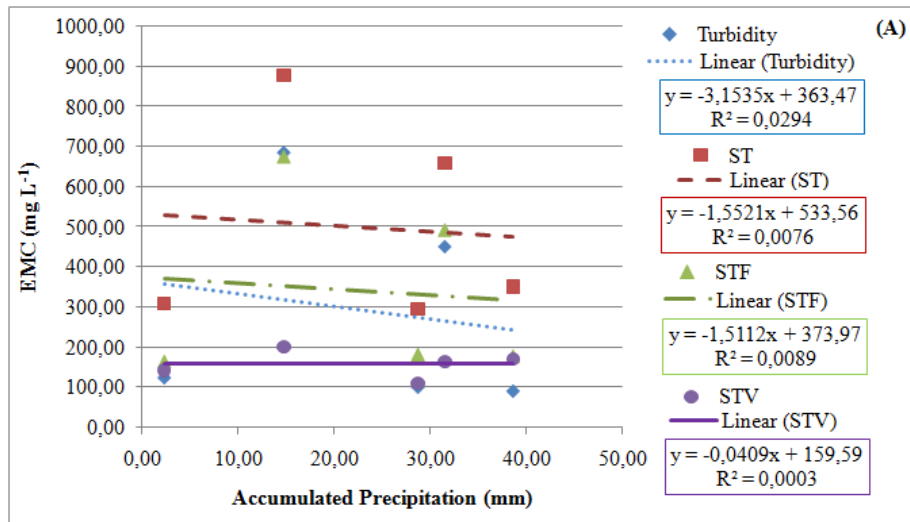 1000,00
900,00
800,00
700,00
600,00
500,00
400,00
300,00
200,00
100,00
0,00
EMC (mg L⁻¹)
0,00 10,00 20,00 30,00 40,00 50,00
Accumulated Precipitation (mm)
(A)
Turbidity
Linear (Turbidity)
y = -3,1535x + 363,47
R² = 0,0294
ST
Linear (ST)
y = -1,5521x + 533,56
R² = 0,0076
STF
Linear (STF)
y = -1,5112x + 373,97
R² = 0,0089
STV
Linear (STV)
y = -0,0409x + 159,59
R² = 0,0003